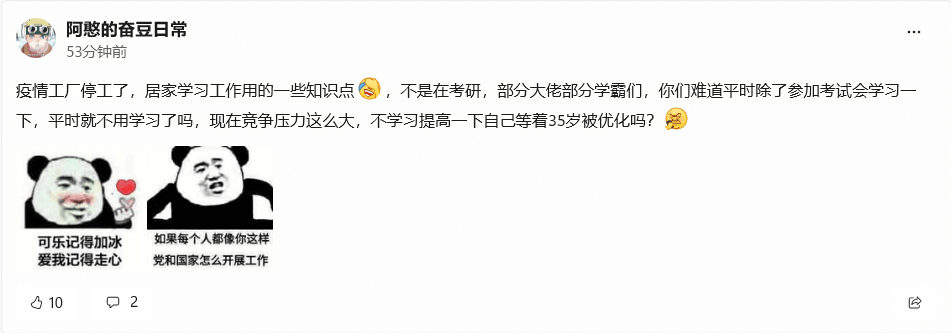 阿憨的奋豆日常
53分钟前
疫情工厂停工了，居家学习工作用的一些知识点，不是在考研，部分大佬部分学霸们，你们难道平时除了参加考试会学习一
下，平时就不用学习了吗，现在竞争压力这么大，不学习提高一下自己等着35岁被优化吗？
可乐记得加冰
爱我记得走心
如果每个人都像你这样
党和国家怎么开展工作
10
2